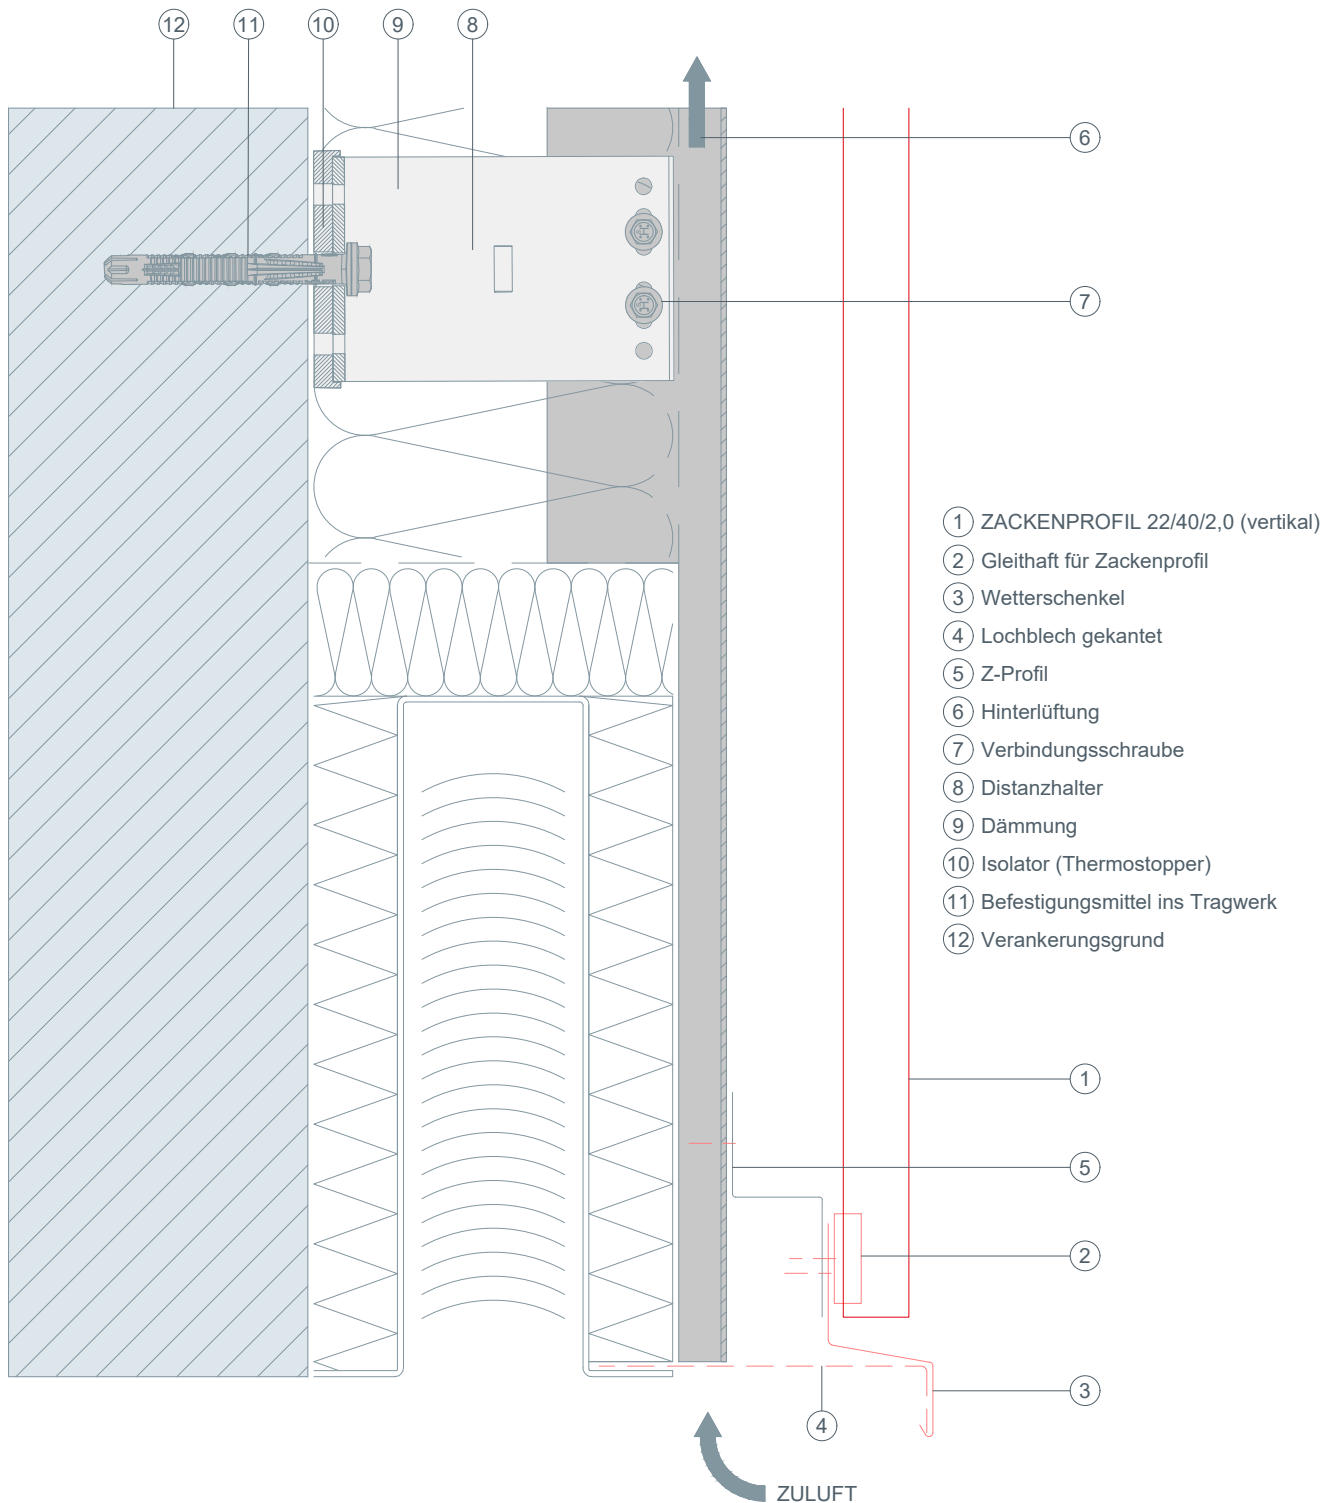 12 11 10 9 8
6
7
1 ZACKENPROFIL 22/40/2,0 (vertikal)
2 Gleithaft für Zackenprofil
3 Wetterschenkel
4 Lochblech gekantet
5 Z-Profil
6 Hinterlüftung
7 Verbindungsschraube
8 Distanzhalter
9 Dämmung
10 Isolator (Thermostopper)
11 Befestigungsmittel ins Tragwerk
12 Verankerungsgrund
1
5
2
3
4
ZULUFT